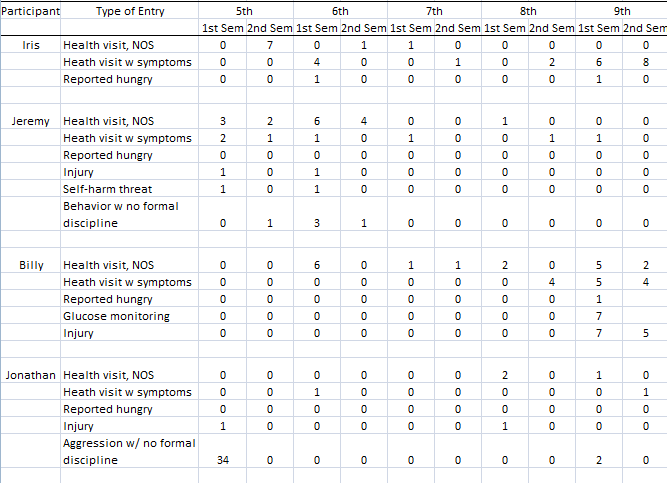 Participant Type of Entry 5th 6th 7th 8th 9th
1st Sem 2nd Sem 1st Sem 2nd Sem 1st Sem 2nd Sem 1st Sem 2nd Sem 1st Sem 2nd Sem
Iris Health visit, NOS 0 7 0 1 1 0 0 0 0 0
Heath visit w symptoms 0 0 4 0 0 1 0 2 6 8
Reported hungry 0 0 1 0 0 0 0 0 1 0
Jeremy Health visit, NOS 3 2 6 4 0 0 1 0 0 0
Heath visit w symptoms 2 1 1 0 1 0 0 1 1 0
Reported hungry 0 0 0 0 0 0 0 0 0 0
Injury 1 0 1 0 0 0 0 0 0 0
Self-harm threat 1 0 1 0 0 0 0 0 0 0
Behavior w no formal
discipline 0 1 3 1 0 0 0 0 0 0
Billy Health visit, NOS 0 0 6 0 1 1 2 0 5 2
Heath visit w symptoms 0 0 0 0 0 0 0 4 5 4
Reported hungry 0 0 0 0 0 0 0 0 1
Glucose monitoring 0 0 0 0 0 0 0 0 7
Injury 0 0 0 0 0 0 0 0 7 5
Jonathan Health visit, NOS 0 0 0 0 0 0 2 0 1 0
Heath visit w symptoms 0 0 1 0 0 0 0 0 0 1
Reported hungry 0 0 0 0 0 0 0 0 0 0
Injury 1 0 0 0 0 0 1 0 0 0
Aggression w/ no formal
discipline 34 0 0 0 0 0 0 0 2 0